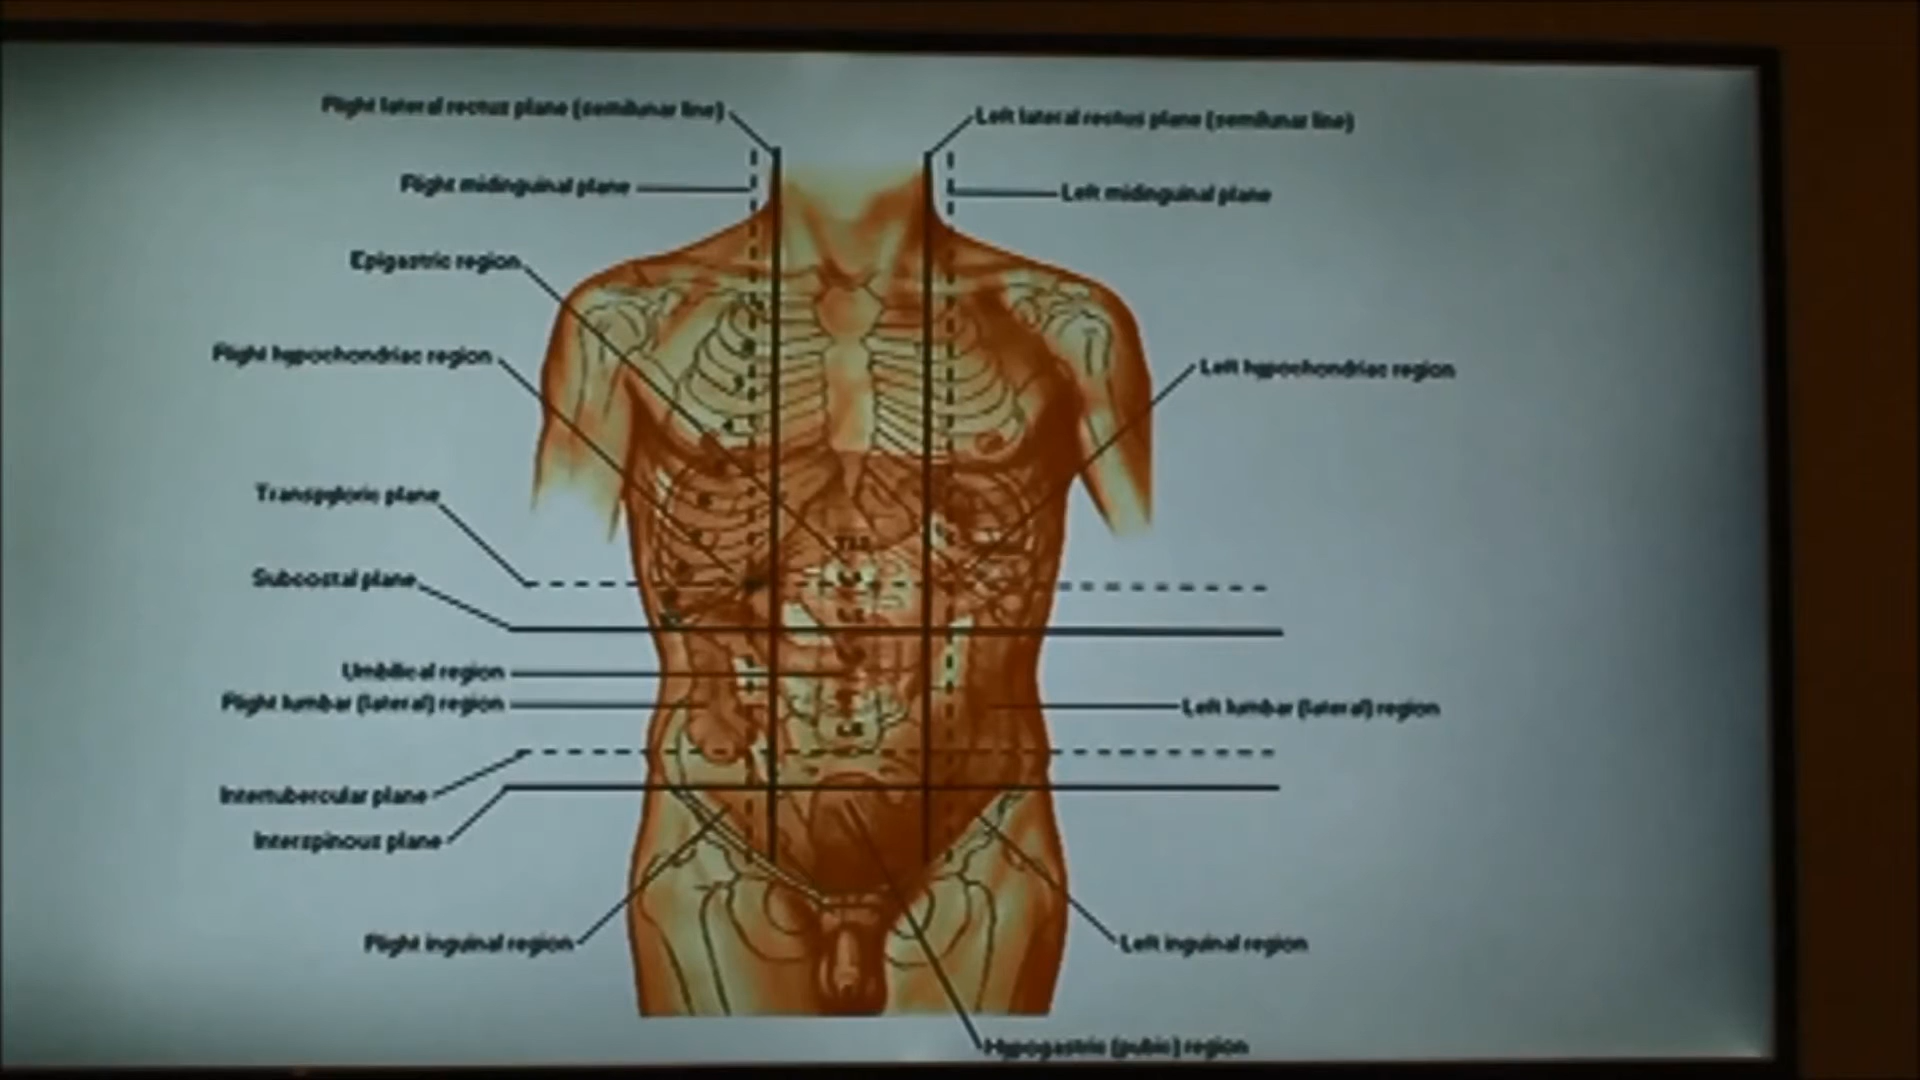 Right lateral rectus plane (semilunar line)
Left lateral rectus plane (semilunar line)
Right midinguinal plane
Left midinguinal plane
Epigastric region
Right hypochondriac region
Left hypochondriac region
Transpyloric plane
Subcostal plane
Umbilical region
Right lumbar (lateral) region
Left lumbar (lateral) region
Intertubercular plane
Interspinous plane
Right inguinal region
Left inguinal region
Hypogastric (pubic) region